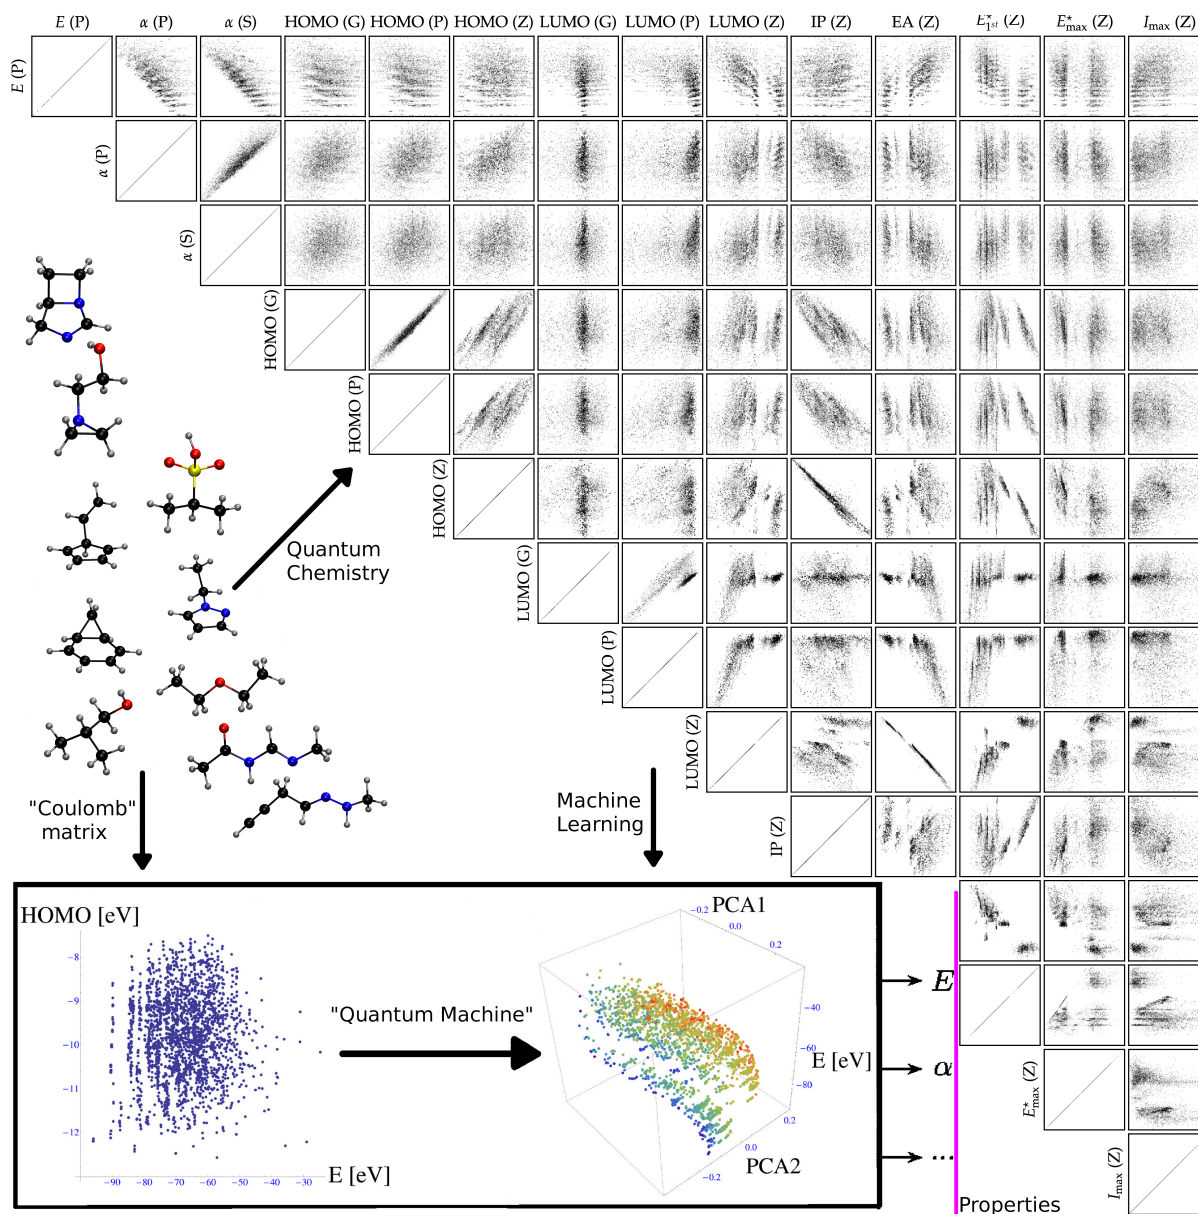 E (P) α (P) α (S) HOMO (G) HOMO (P) HOMO (Z) LUMO (G) LUMO (P) LUMO (Z) IP (Z) EA (Z) E*1st (Z) E*max (Z) Imax (Z)
E (P)
α (P)
α (S)
HOMO (G)
HOMO (P)
HOMO (Z)
LUMO (G)
LUMO (P)
LUMO (Z)
IP (Z)
E*max (Z)
Imax (Z)
Quantum
Chemistry
"Coulomb"
matrix
Machine
Learning
HOMO [eV]
−8
−9
−10
−11
−12
−90 −80 −70 −60 −50 −40 −30
E [eV]
"Quantum Machine"
PCA1
−0.2
0.0
0.2
−40
−60
E [eV]
−80
0.2
0.0
−0.2
PCA2
E
α
...
Properties